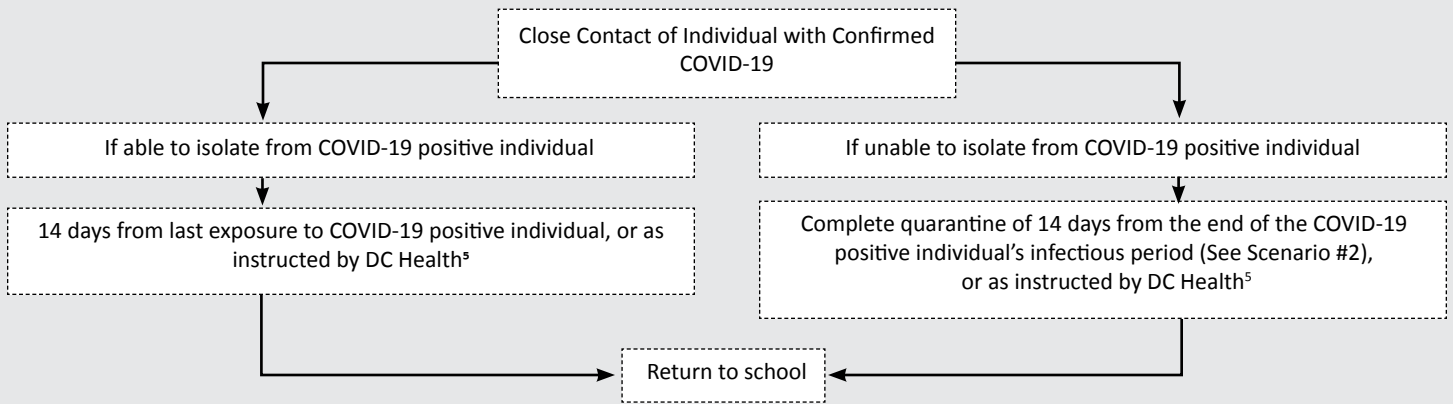 Close Contact of Individual with Confirmed
COVID-19
If able to isolate from COVID-19 positive individual
If unable to isolate from COVID-19 positive individual
14 days from last exposure to COVID-19 positive individual, or as
instructed by DC Health⁵
Complete quarantine of 14 days from the end of the COVID-19
positive individual’s infectious period (See Scenario #2),
or as instructed by DC Health⁵
Return to school